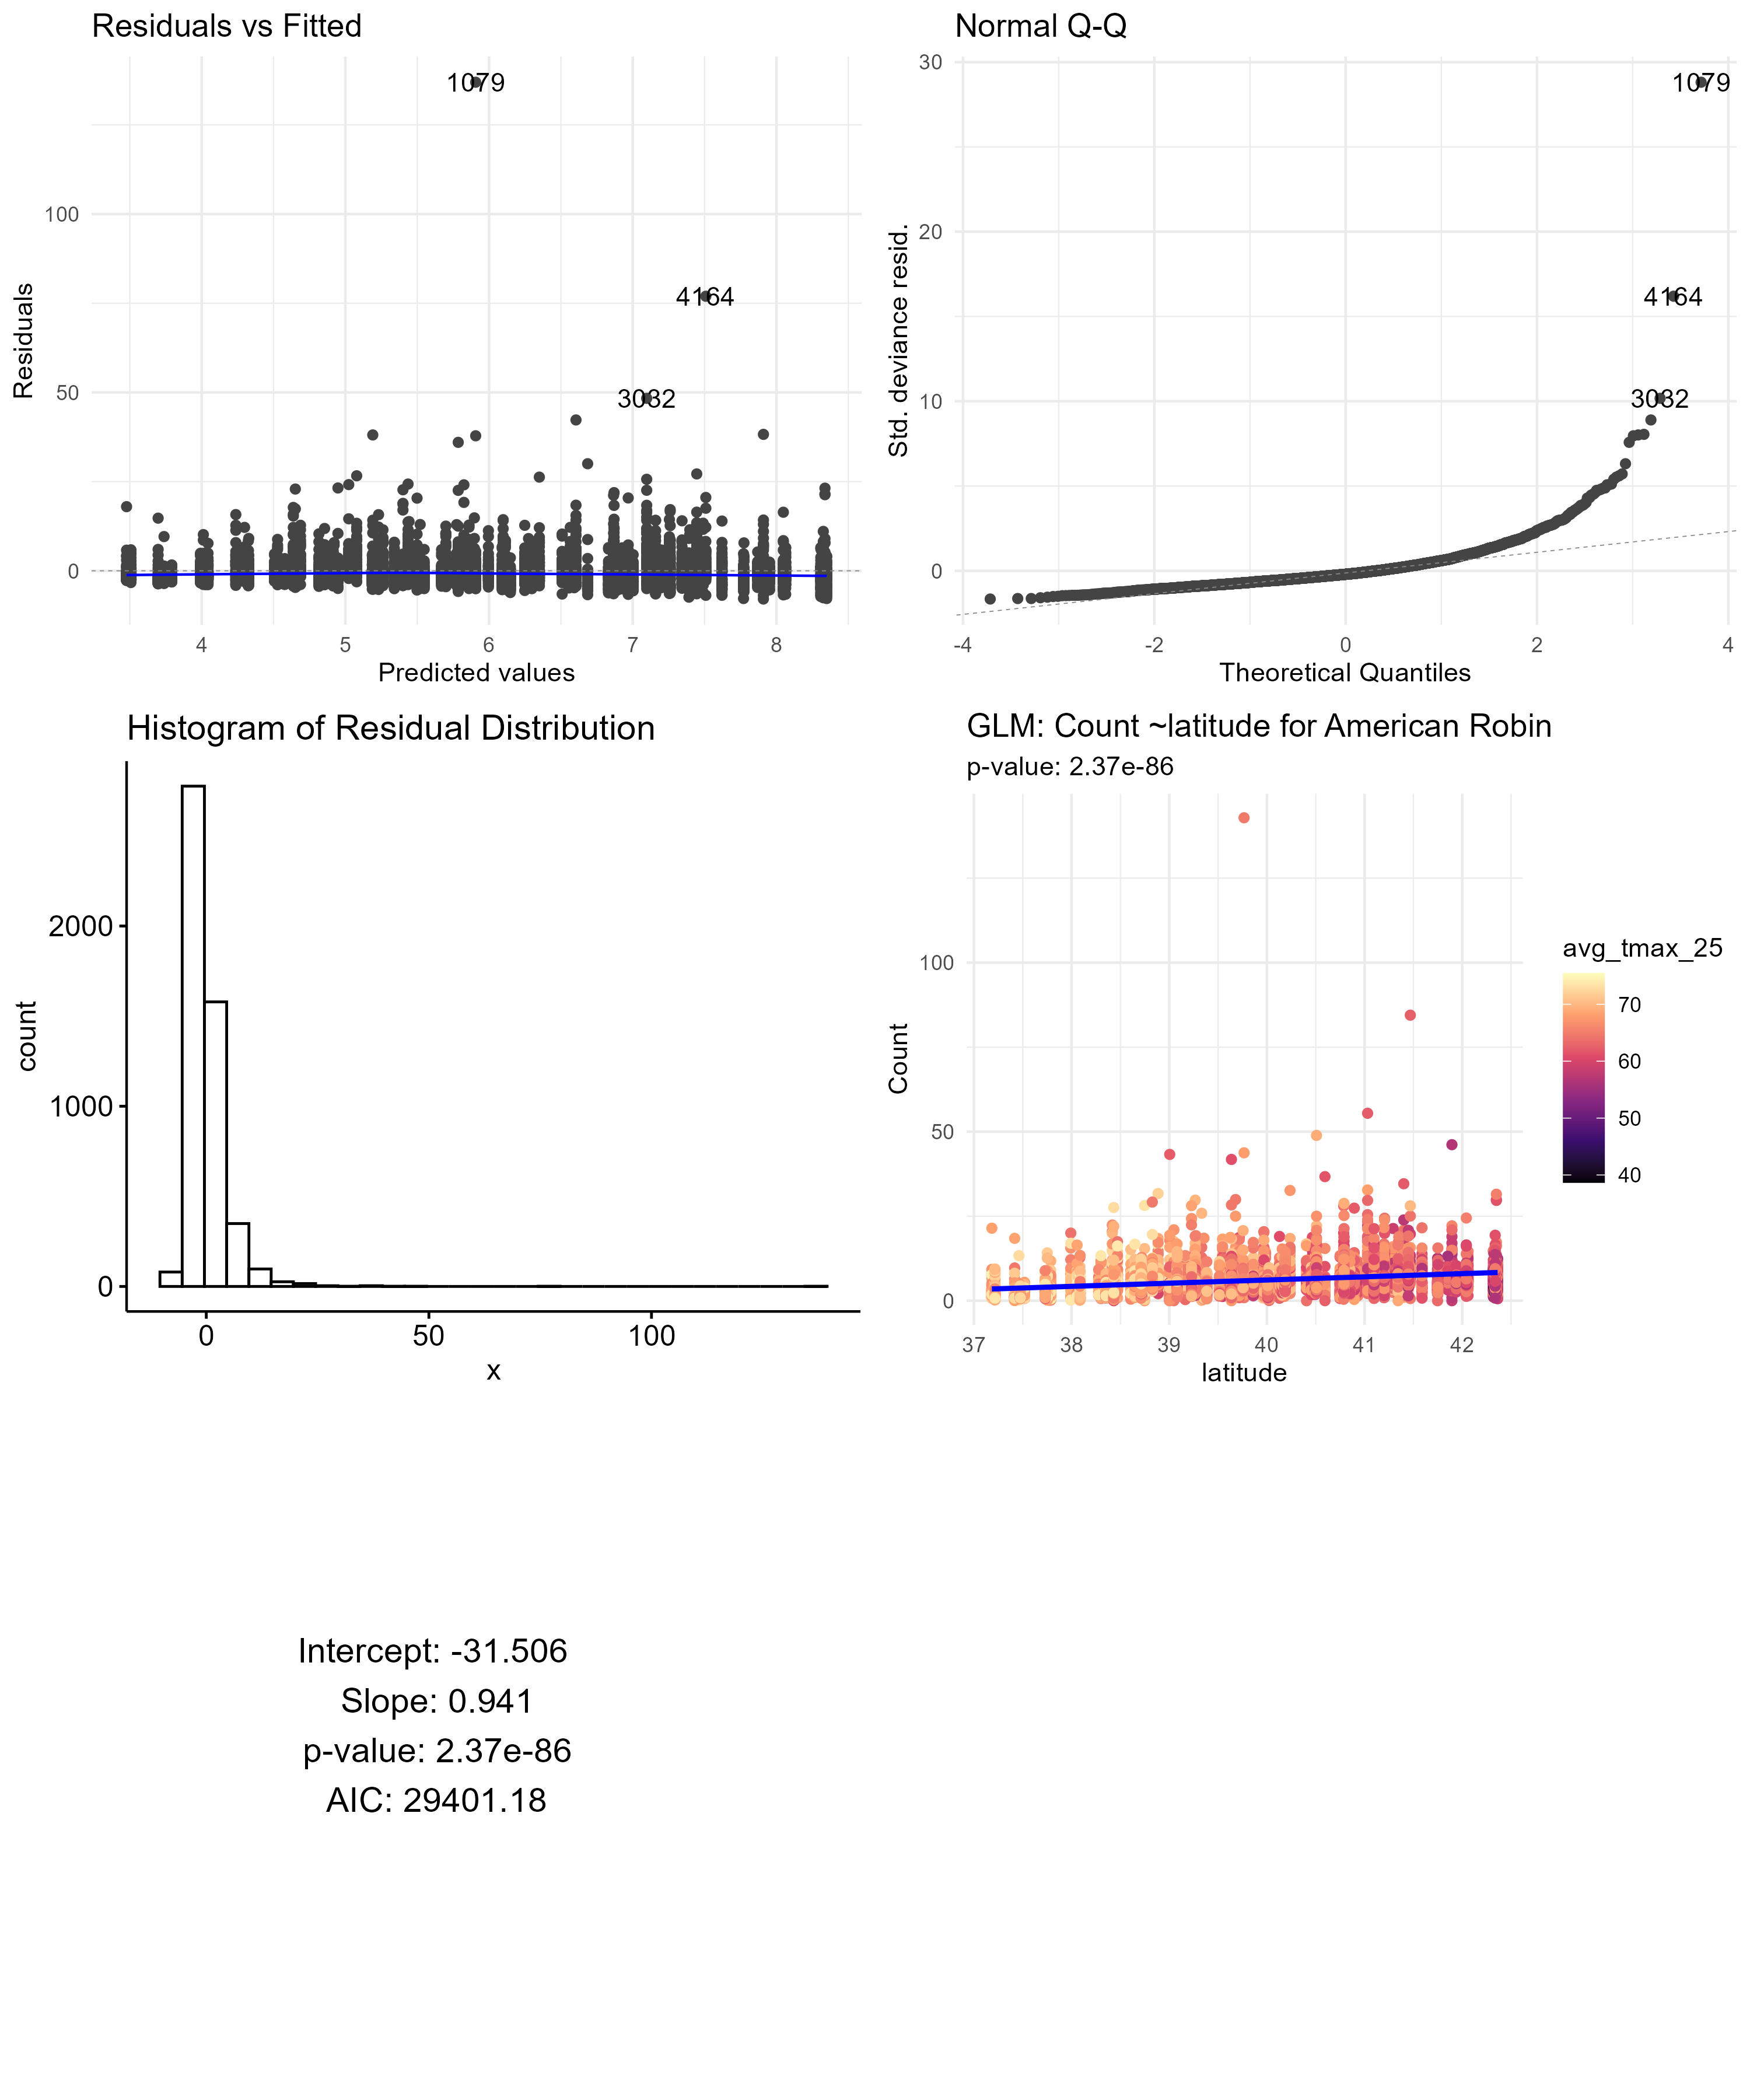 Residuals vs Fitted
1079
4164
3082
100
50
0
Residuals
4 5 6 7 8
Predicted values
Normal Q-Q
1079
4164
3082
30
20
10
0
Std. deviance resid.
-4 -2 0 2 4
Theoretical Quantiles
Histogram of Residual Distribution
2000
1000
0
count
0 50 100
x
GLM: Count ~latitude for American Robin
p-value: 2.37e-86
100
50
0
Count
37 38 39 40 41 42
latitude
avg_tmax_25
70
60
50
40
Intercept: -31.506
Slope: 0.941
p-value: 2.37e-86
AIC: 29401.18